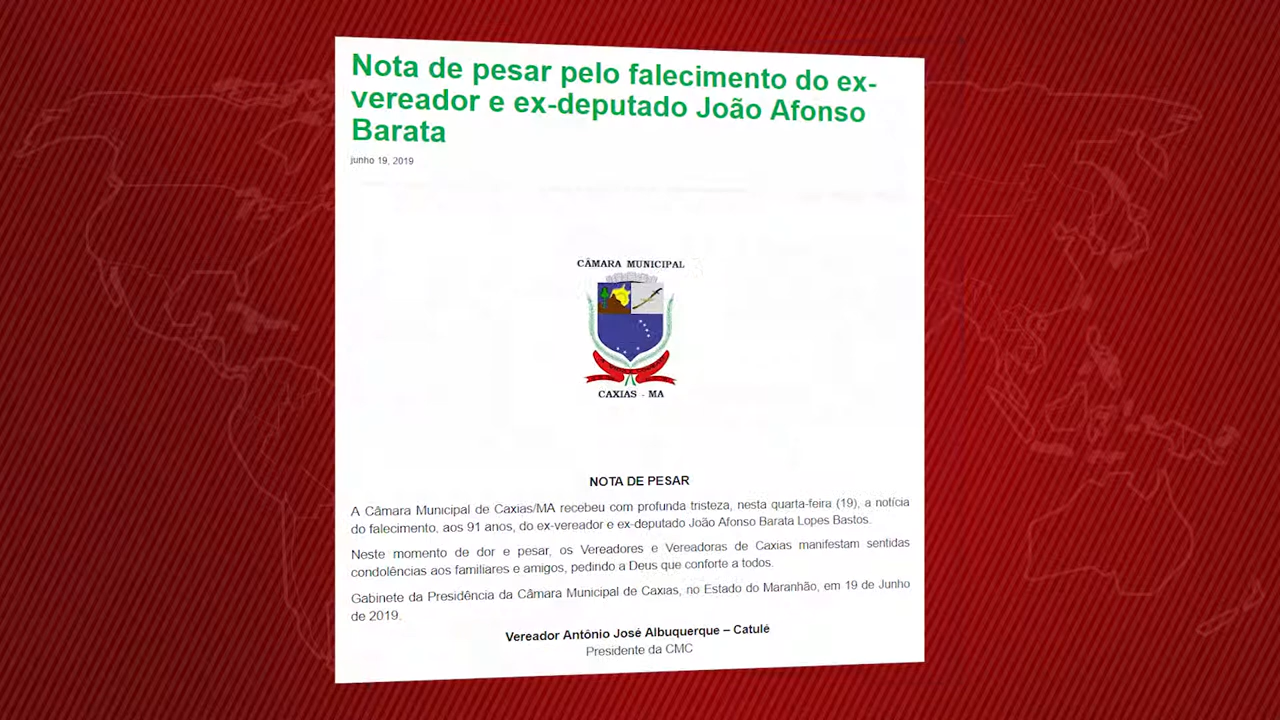 Nota de pesar pelo falecimento do ex-
vereador e ex-deputado João Afonso
Barata
junho 19, 2019
CÂMARA MUNICIPAL
CAXIAS - MA
NOTA DE PESAR
A Câmara Municipal de Caxias/MA recebeu com profunda tristeza, nesta quarta-feira (19), a notícia
do falecimento, aos 91 anos, do ex-vereador e ex-deputado João Afonso Barata Lopes Bastos.
Neste momento de dor e pesar, os Vereadores e Vereadoras de Caxias manifestam sentidas
condolências aos familiares e amigos, pedindo a Deus que conforte a todos.
Gabinete da Presidência da Câmara Municipal de Caxias, no Estado do Maranhão, em 19 de Junho
de 2019.
Vereador Antônio José Albuquerque – Catulé
Presidente da CMC